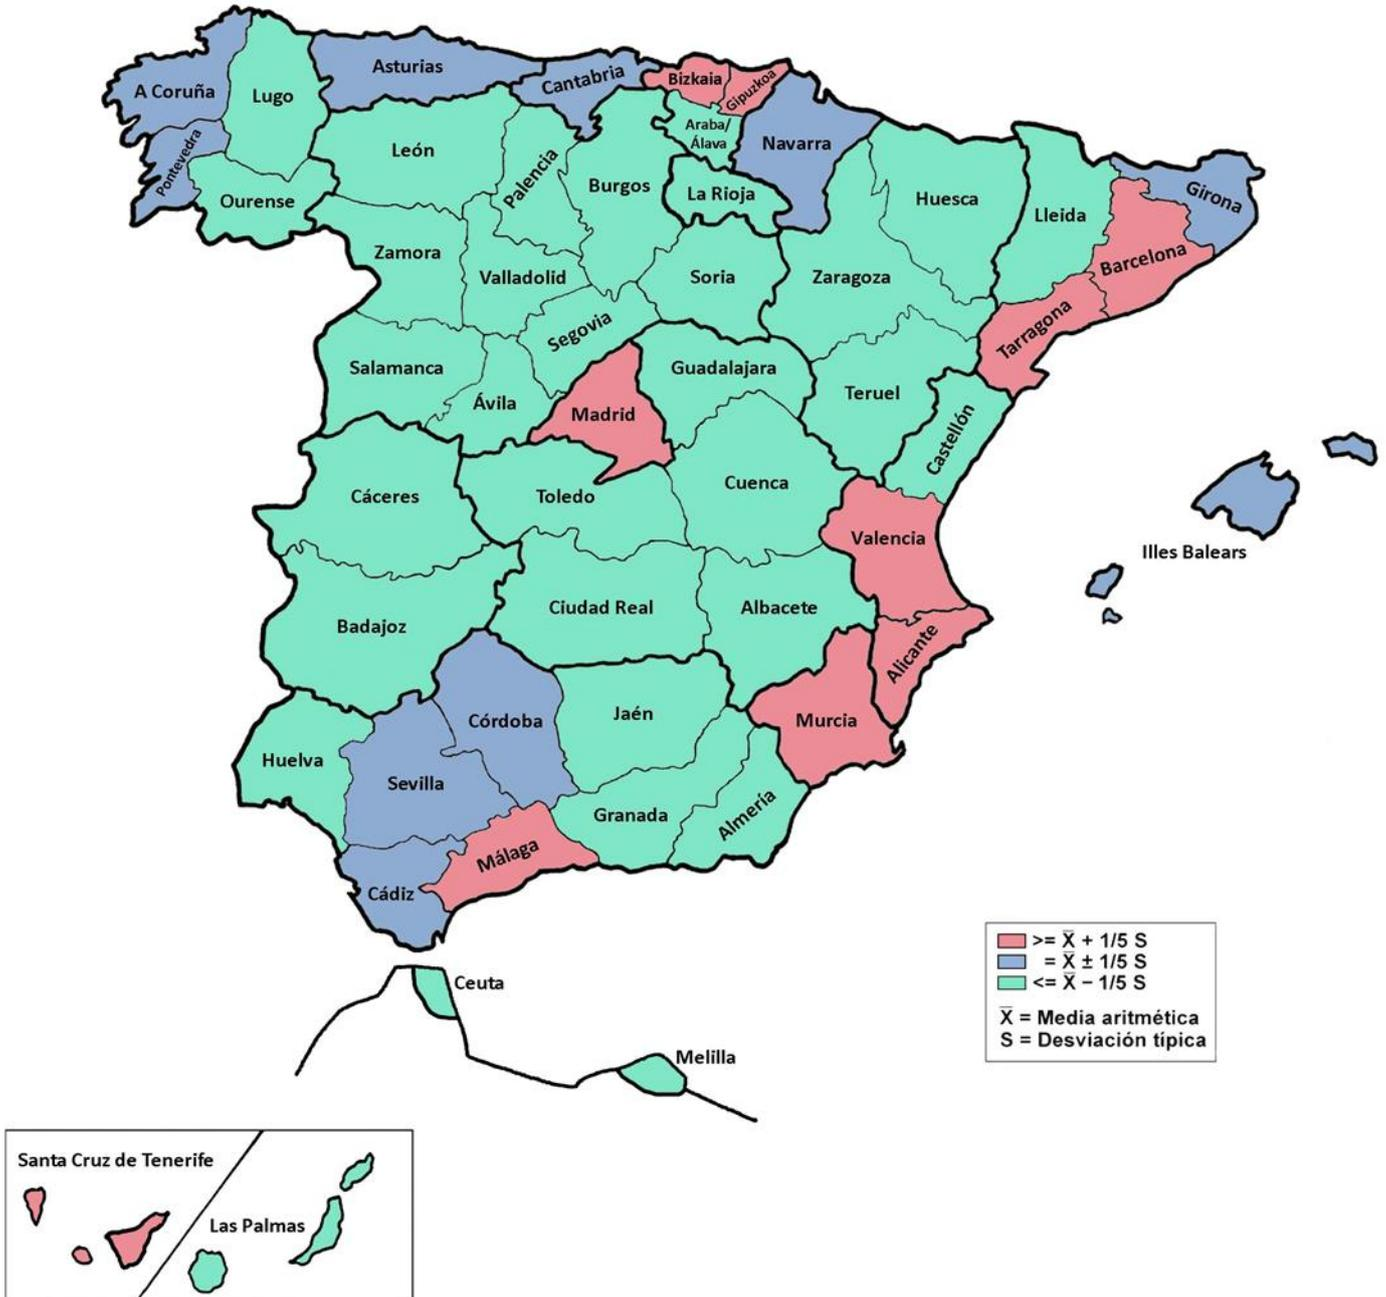 A Coruña
Lugo
Asturias
Cantabria
Bizkaia
Gipuzkoa
Pontevedra
Ourense
León
Palencia
Burgos
Araba/
Álava
Navarra
La Rioja
Huesca
Lleida
Girona
Barcelona
Zamora
Valladolid
Soria
Zaragoza
Segovia
Tarragona
Salamanca
Ávila
Madrid
Guadalajara
Teruel
Castellón
Cáceres
Toledo
Cuenca
Valencia
Illes Balears
Badajoz
Ciudad Real
Albacete
Alicante
Huelva
Sevilla
Córdoba
Jaén
Murcia
Granada
Almería
Málaga
Cádiz
Ceuta
Melilla
>= X̅ + 1/5 S
= X̅ ± 1/5 S
<= X̅ − 1/5 S
X̅ = Media aritmética
S = Desviación típica
Santa Cruz de Tenerife
Las Palmas